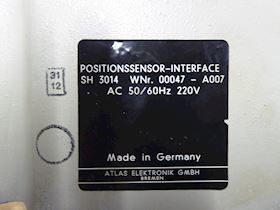 31
12
POSITIONSSENSOR-INTERFACE
SH 3014 WNr. 00047 - A007
AC 50/60Hz 220V
Made in Germany
ATLAS ELEKTRONIK GMBH
BREMEN